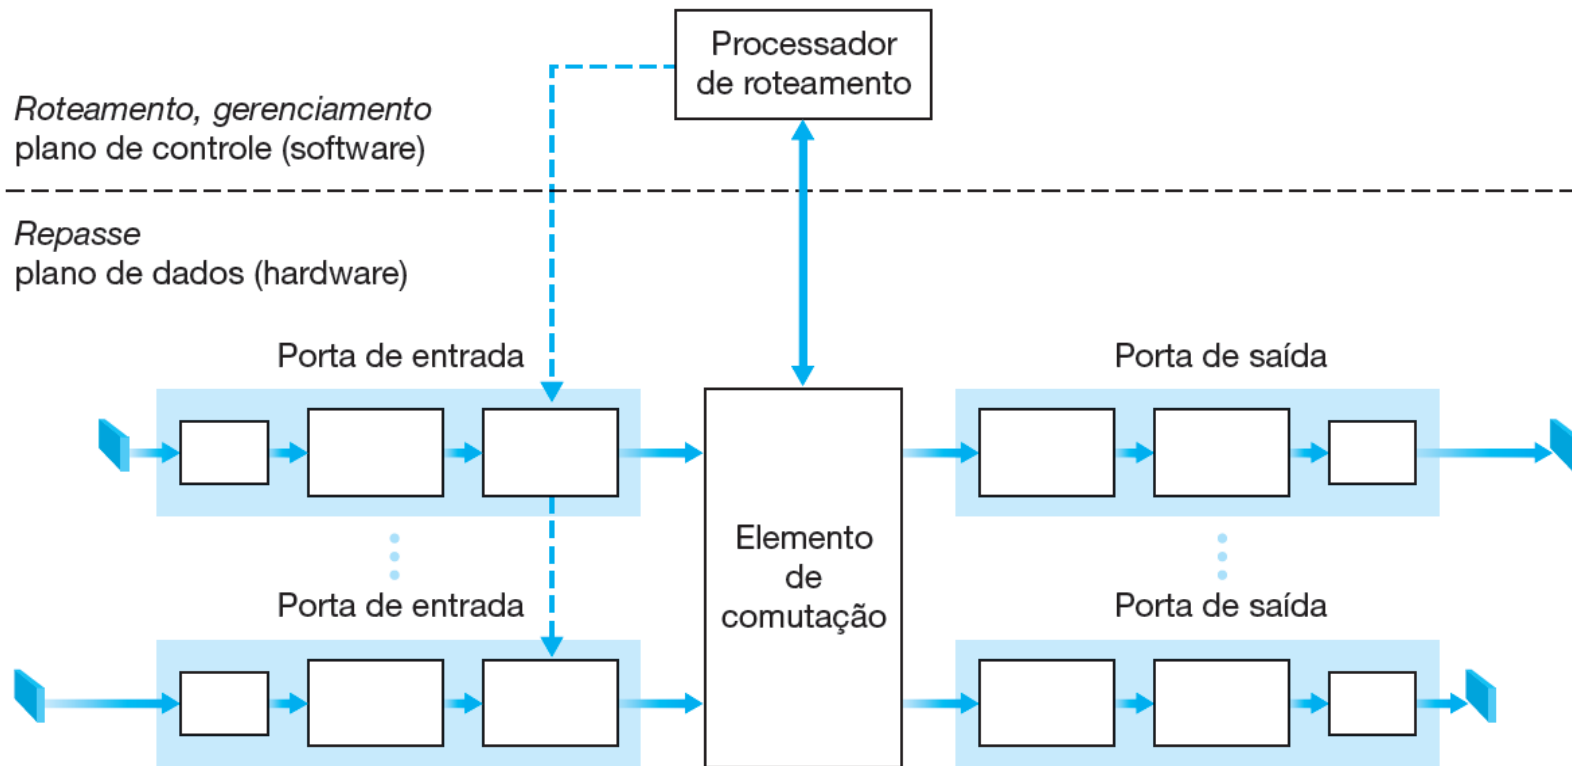 Processador
de roteamento
Roteamento, gerenciamento
plano de controle (software)
Repasse
plano de dados (hardware)
Porta de entrada
Porta de saída
Elemento
de
comutação
Porta de entrada
Porta de saída